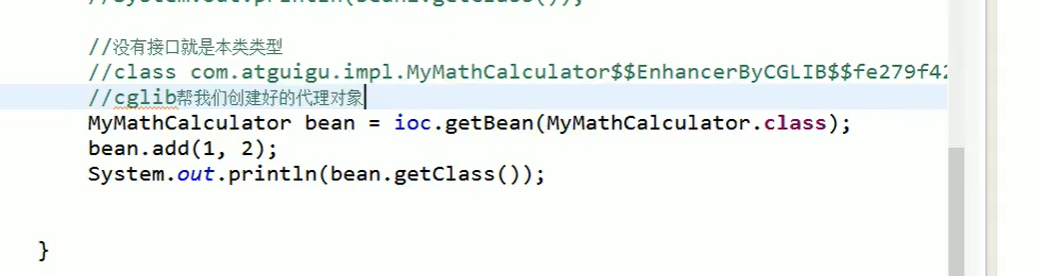 //System.out.println(bean2.getClass());
//没有接口就是本类类型
//class com.atguigu.impl.MyMathCalculator$$EnhancerByCGLIB$$fe279f42
//cglib帮我们创建好的代理对象
MyMathCalculator bean = ioc.getBean(MyMathCalculator.class);
bean.add(1, 2);
System.out.println(bean.getClass());
}